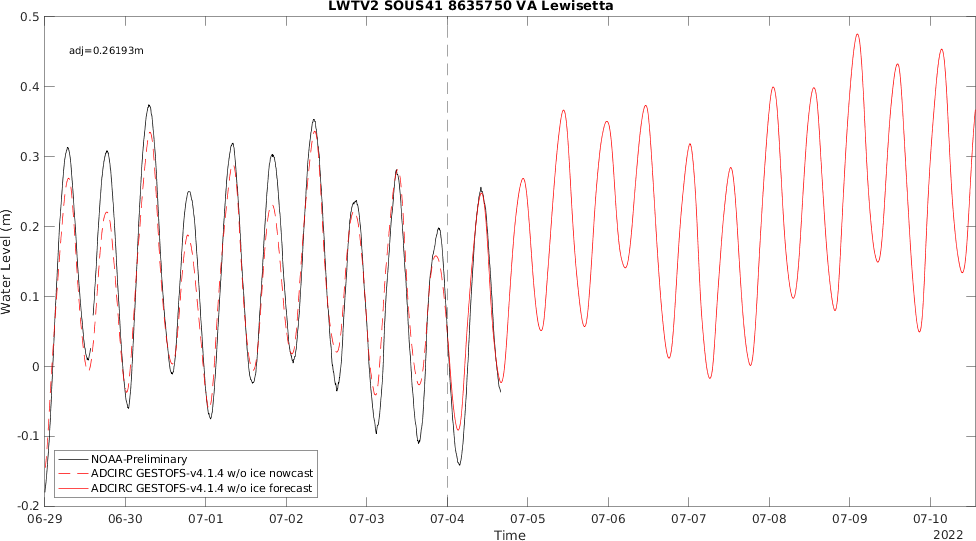 LWTV2 SOUS41 8635750 VA Lewisetta
adj=0.26193m
Water Level (m)
0.5
0.4
0.3
0.2
0.1
0
-0.1
-0.2
NOAA-Preliminary
ADCIRC GESTOFS-v4.1.4 w/o ice nowcast
ADCIRC GESTOFS-v4.1.4 w/o ice forecast
06-29 06-30 07-01 07-02 07-03 07-04 07-05 07-06 07-07 07-08 07-09 07-10
Time
2022